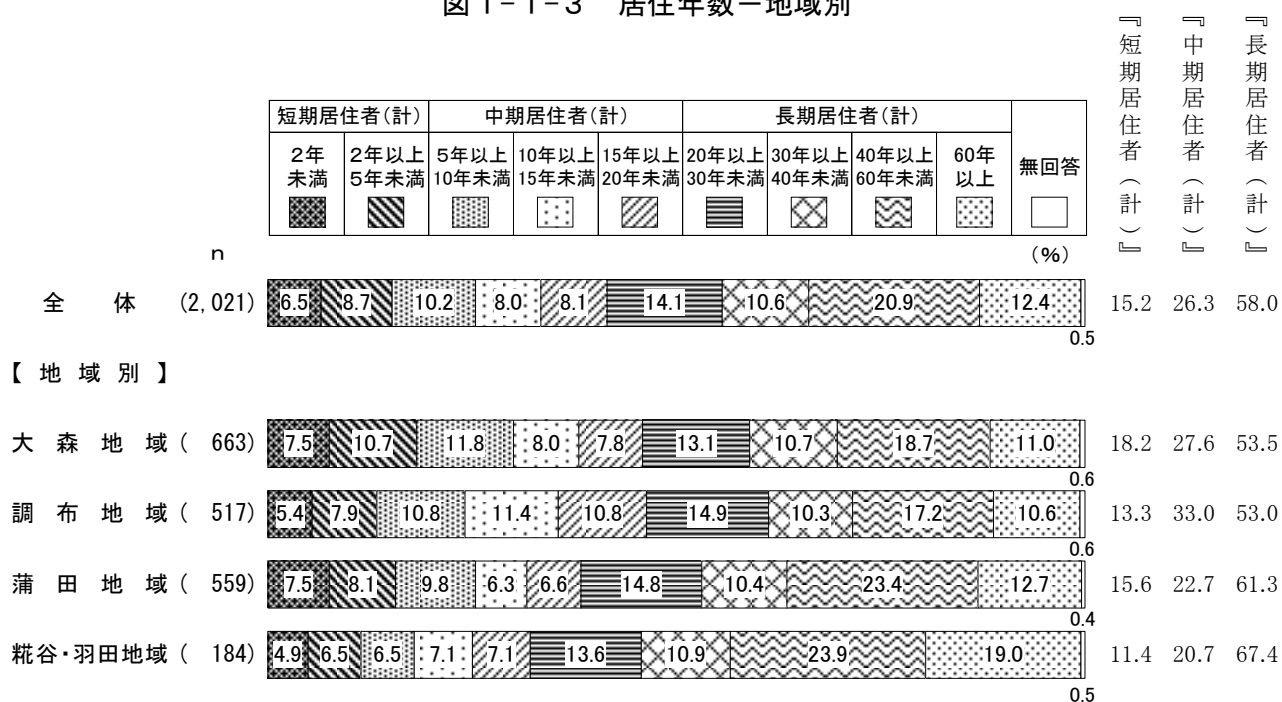 図1-1-3 居住年数－地域別
短期居住者(計) 中期居住者(計) 長期居住者(計)
2年未満 2年以上5年未満 5年以上10年未満 10年以上15年未満 15年以上20年未満 20年以上30年未満 30年以上40年未満 40年以上60年未満 60年以上 無回答
『短期居住者(計)』 『中期居住者(計)』 『長期居住者(計)』
n (%)
全体 (2,021) 6.5 8.7 10.2 8.0 8.1 14.1 10.6 20.9 12.4 0.5 15.2 26.3 58.0
【地域別】
大森地域 (663) 7.5 10.7 11.8 8.0 7.8 13.1 10.7 18.7 11.0 0.6 18.2 27.6 53.5
調布地域 (517) 5.4 7.9 10.8 11.4 10.8 14.9 10.3 17.2 10.6 0.6 13.3 33.0 53.0
蒲田地域 (559) 7.5 8.1 9.8 6.3 6.6 14.8 10.4 23.4 12.7 0.4 15.6 22.7 61.3
糀谷・羽田地域 (184) 4.9 6.5 6.5 7.1 7.1 13.6 10.9 23.9 19.0 0.5 11.4 20.7 67.4